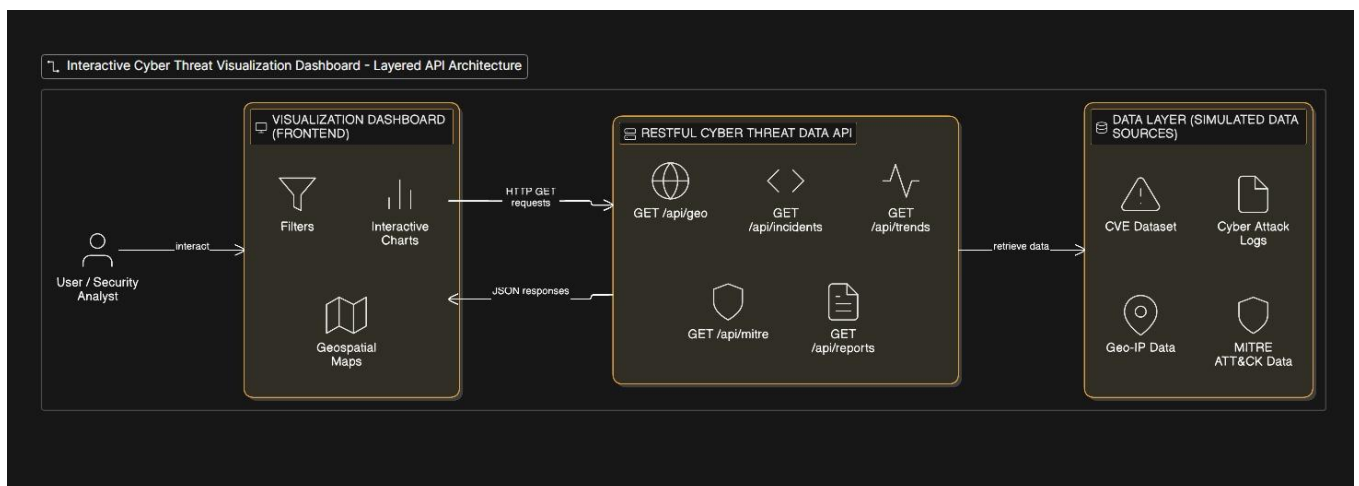 Interactive Cyber Threat Visualization Dashboard - Layered API Architecture
User / Security
Analyst
interact
VISUALIZATION DASHBOARD
(FRONTEND)
Filters
Interactive
Charts
Geospatial
Maps
HTTP GET
requests
JSON responses
RESTFUL CYBER THREAT DATA API
GET /api/geo
GET
/api/incidents
GET
/api/trends
GET /api/mitre
GET
/api/reports
retrieve data
DATA LAYER (SIMULATED DATA
SOURCES)
CVE Dataset
Cyber Attack
Logs
Geo-IP Data
MITRE
ATT&CK Data